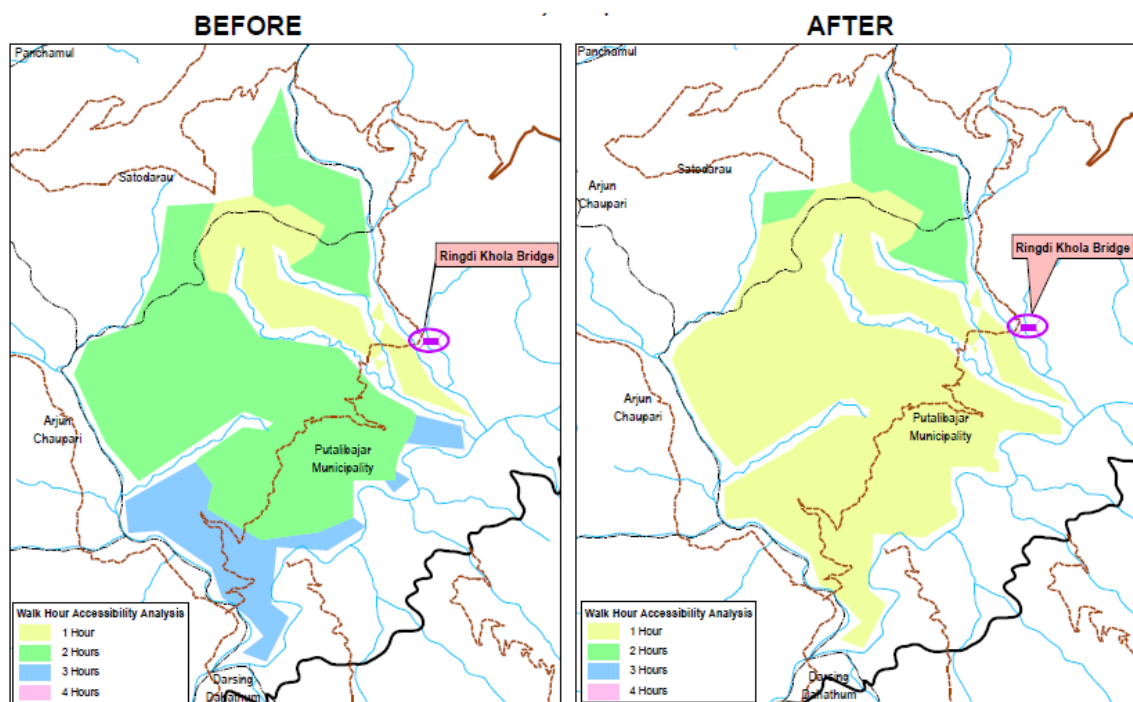 BEFORE
Panchamul
Satodarau
Ringdi Khola Bridge
Arjun
Chaupari
Putalibajar
Municipality
Walk Hour Accessibility Analysis
1 Hour
2 Hours
3 Hours
4 Hours
Darsing
Dahathum
AFTER
Panchamul
Satodarau
Arjun
Chaupari
Ringdi Khola Bridge
Arjun
Chaupari
Putalibajar
Municipality
Walk Hour Accessibility Analysis
1 Hour
2 Hours
3 Hours
4 Hours
Darsing
Dahathum